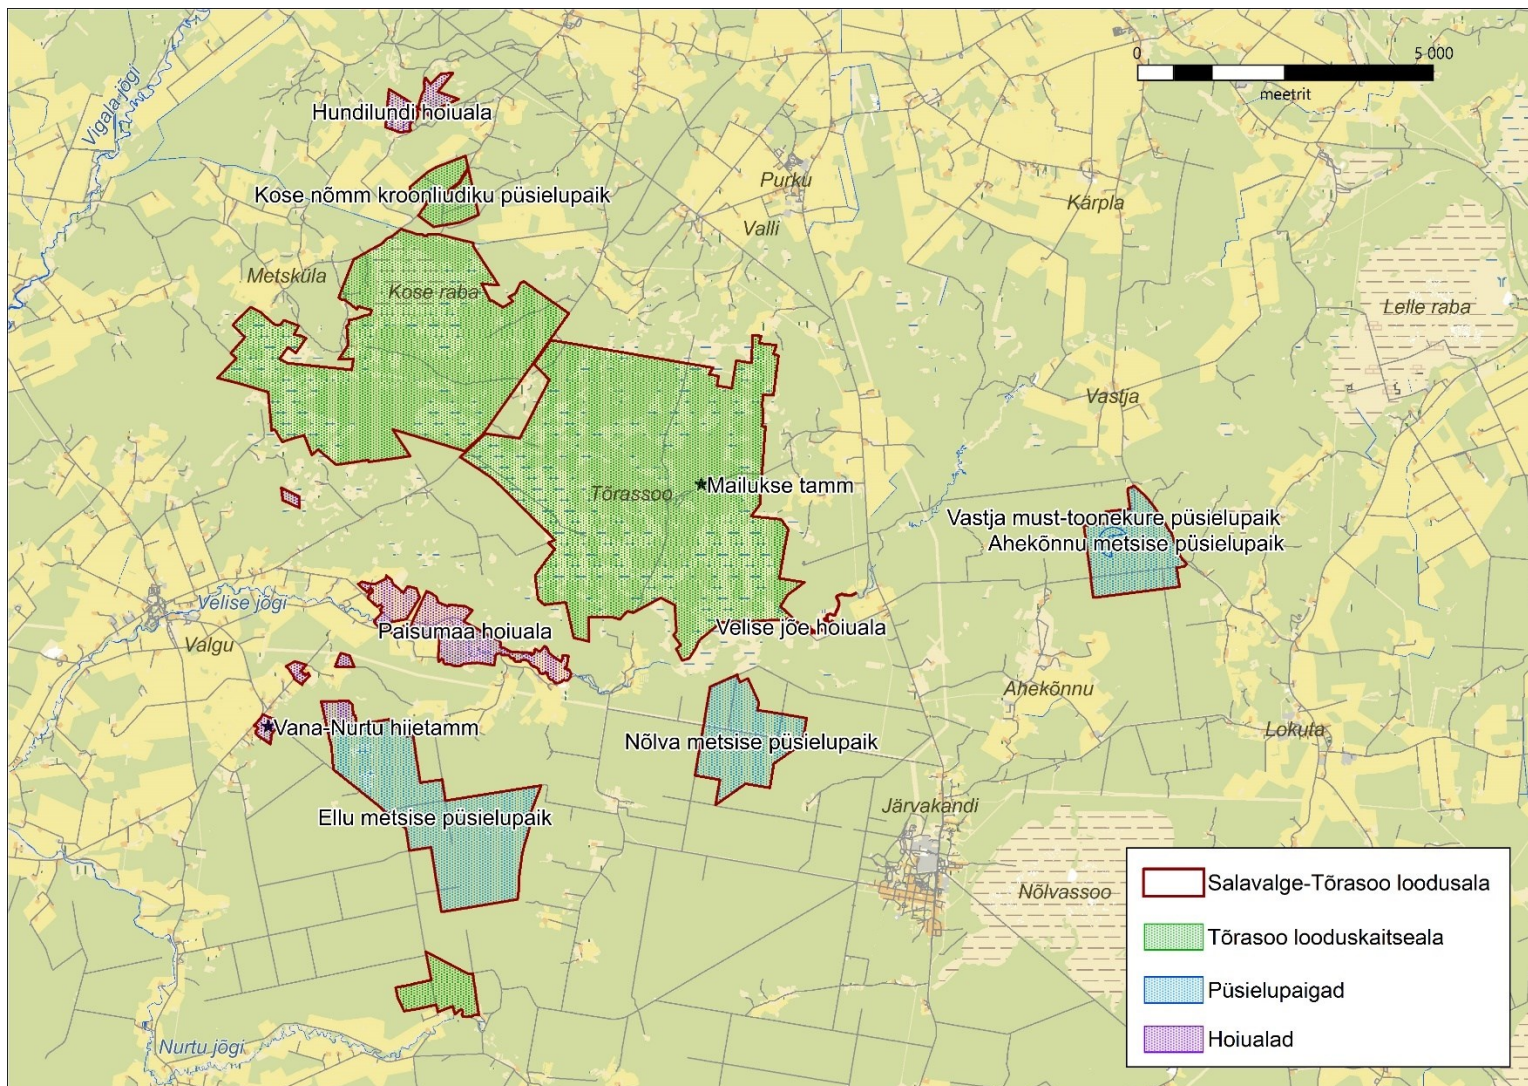 0
5 000
meetrit
Vigala jõgi
Hundilundi hoiuala
Kose nõmm kroonliudiku püsielupaik
Purku
Kärpla
Valli
Metsküla
Kose raba
Lelle raba
Vastja
Tõrassoo
Mailukse tamm
Vastja must-toonekure püsielupaik
Ahekõnnu metsise püsielupaik
Velise jõgi
Valgu
Paisumaa hoiuala
Velise jõe hoiuala
Ahekõnnu
Vana-Nurtu hiietamm
Nõlva metsise püsielupaik
Lokuta
Järvakandi
Ellu metsise püsielupaik
Nõlvassoo
Nurtu jõgi
Salavalge-Tõrasoo loodusala
Tõrasoo looduskaitseala
Püsielupaigad
Hoiualad